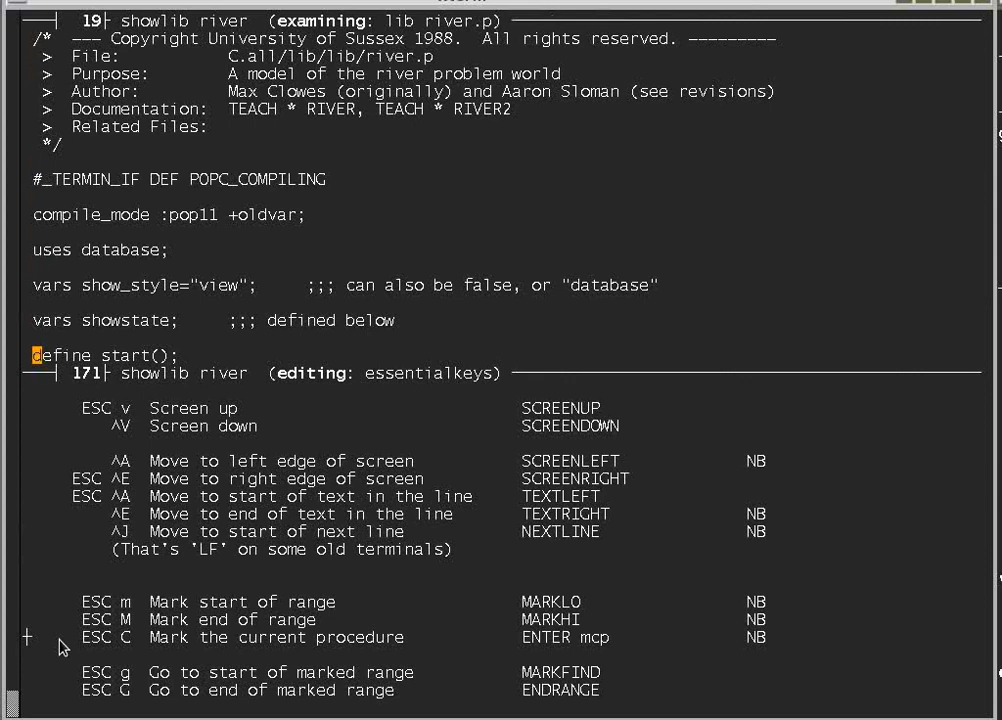 19 showlib river (examining: lib river.p)
/* --- Copyright University of Sussex 1988. All rights reserved. ---------
> File: C.all/lib/lib/river.p
> Purpose: A model of the river problem world
> Author: Max Clowes (originally) and Aaron Sloman (see revisions)
> Documentation: TEACH * RIVER, TEACH * RIVER2
> Related Files:
*/
#_TERMIN_IF DEF POPC_COMPILING
compile_mode :pop11 +oldvar;
uses database;
vars show_style="view"; ;;; can also be false, or "database"
vars showstate; ;;; defined below
define start();
171 showlib river (editing: essentialkeys)
ESC v Screen up SCREENUP
^V Screen down SCREENDOWN
^A Move to left edge of screen SCREENLEFT NB
ESC ^E Move to right edge of screen SCREENRIGHT
ESC ^A Move to start of text in the line TEXTLEFT
^E Move to end of text in the line TEXTRIGHT NB
^J Move to start of next line NEXTLINE NB
(That's 'LF' on some old terminals)
ESC m Mark start of range MARKLO NB
ESC M Mark end of range MARKHI NB
ESC C Mark the current procedure ENTER mcp NB
ESC g Go to start of marked range MARKFIND
ESC G Go to end of marked range ENDRANGE